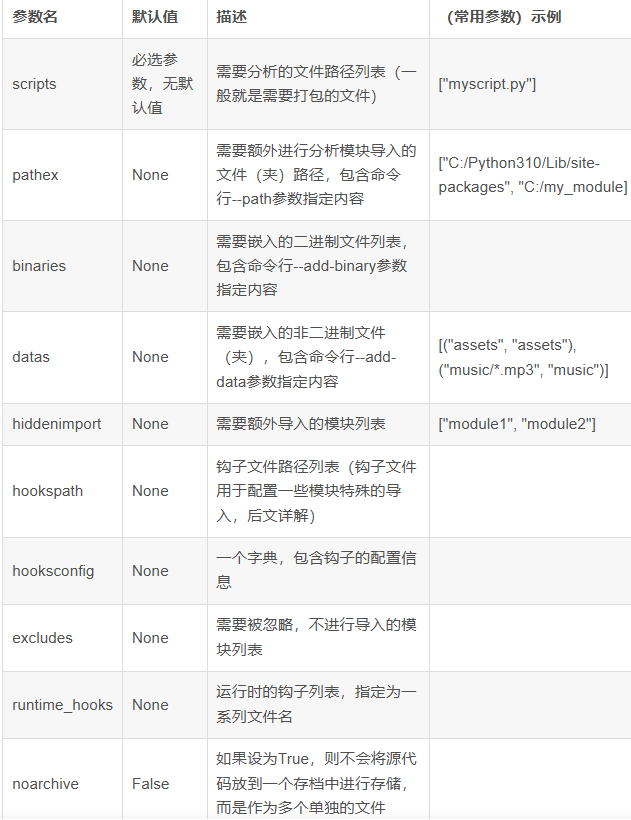 参数名 默认值 描述 （常用参数）示例
scripts
必选参
数，无默
认值
需要分析的文件路径列表（一
般就是需要打包的文件）
["myscript.py"]
pathex
None
需要额外进行分析模块导入的
文件（夹）路径，包含命令
行--path参数指定内容
["C:/Python310/Lib/site-
packages", "C:/my_module]
binaries
None
需要嵌入的二进制文件列表，
包含命令行--add-binary参数
指定内容
datas
None
需要嵌入的非二进制文件
（夹），包含命令行--add-
data参数指定内容
[("assets", "assets"),
("music/*.mp3", "music")]
hiddenimport
None
需要额外导入的模块列表
["module1", "module2"]
hookspath
None
钩子文件路径列表（钩子文件
用于配置一些模块特殊的导
入，后文详解）
hooksconfig
None
一个字典，包含钩子的配置信
息
excludes
None
需要被忽略，不进行导入的模
块列表
runtime_hooks
None
运行时的钩子列表，指定为一
系列文件名
noarchive
False
如果设为True，则不会将源代
码放到一个存档中进行存储，
而是作为多个单独的文件